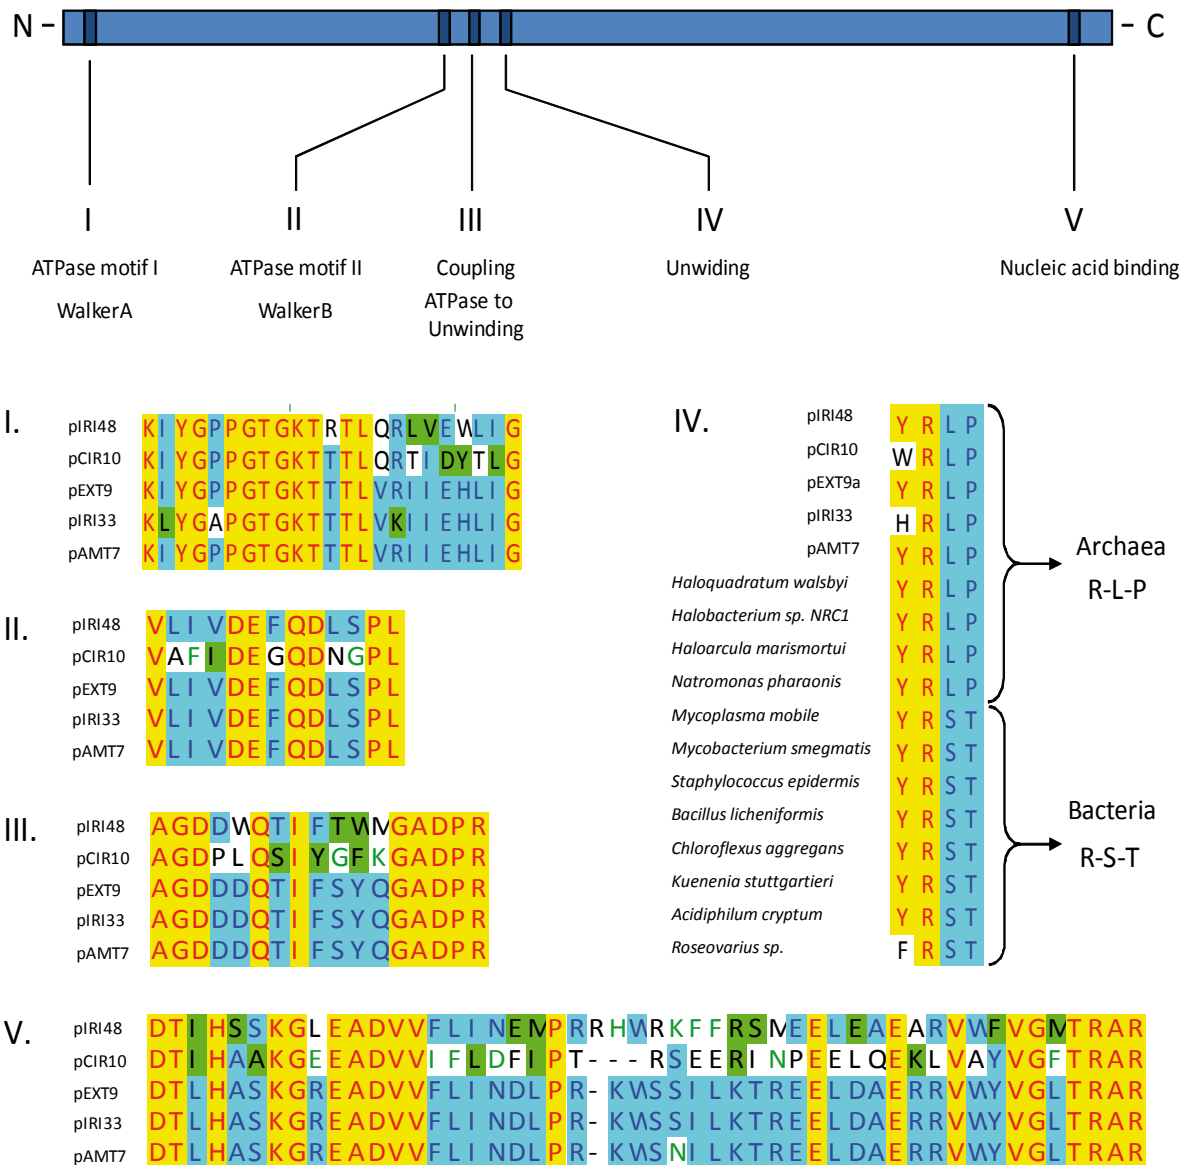 N – – C
I II III IV V
ATPase motif I ATPase motif II Coupling Unwiding Nucleic acid binding
WalkerA WalkerB ATPase to
Unwinding
I.
pIRI48 KIYGPPGTGKTRTLQRLVEWLIG
pCIR10 KIYGPPGTGKTTTLQRTIDYTLG
pEXT9 KIYGPPGTGKTTTLVRIIEHLIG
pIRI33 KLYGAPGTGKTTTLVKIIEHLIG
pAMT7 KIYGPPGTGKTTTLVRIIEHLIG
II.
pIRI48 VLIVDEFQDLSPL
pCIR10 VAFIDEGQDNGPL
pEXT9 VLIVDEFQDLSPL
pIRI33 VLIVDEFQDLSPL
pAMT7 VLIVDEFQDLSPL
III.
pIRI48 AGDDWQTIFTWMGADPR
pCIR10 AGDPLQSIYGFKGADPR
pEXT9 AGDDDQTIFSYQGADPR
pIRI33 AGDDDQTIFSYQGADPR
pAMT7 AGDDDQTIFSYQGADPR
IV.
pIRI48 YRLP
pCIR10 WRLP
pEXT9a YRLP
pIRI33 HRLP
pAMT7 YRLP
Haloquadratum walsbyi YRLP
Halobacterium sp. NRC1 YRLP
Haloarcula marismortui YRLP
Natromonas pharaonis YRLP
Archaea
R-L-P
Mycoplasma mobile YRST
Mycobacterium smegmatis YRST
Staphylococcus epidermis YRST
Bacillus licheniformis YRST
Chloroflexus aggregans YRST
Kuenenia stuttgartieri YRST
Acidiphilum cryptum YRST
Roseovarius sp. FRST
Bacteria
R-S-T
V.
pIRI48 DTIHSSKGLEADVVFLINEMPRRHWRKFFRSMEELEAEARVWFVGMTRAR
pCIR10 DTIHAAKGEEADVVIFLDFIPT---RSEERINPEELQEKLVAYVGFTRAR
pEXT9 DTLHASKGREADVVFLINDLPR-KWSSILKTREELDAERRVWYVGLTRAR
pIRI33 DTLHASKGREADVVFLINDLPR-KWSSILKTREELDAERRVWYVGLTRAR
pAMT7 DTLHASKGREADVVFLINDLPR-KWSNILKTREELDAERRVWYVGLTRAR